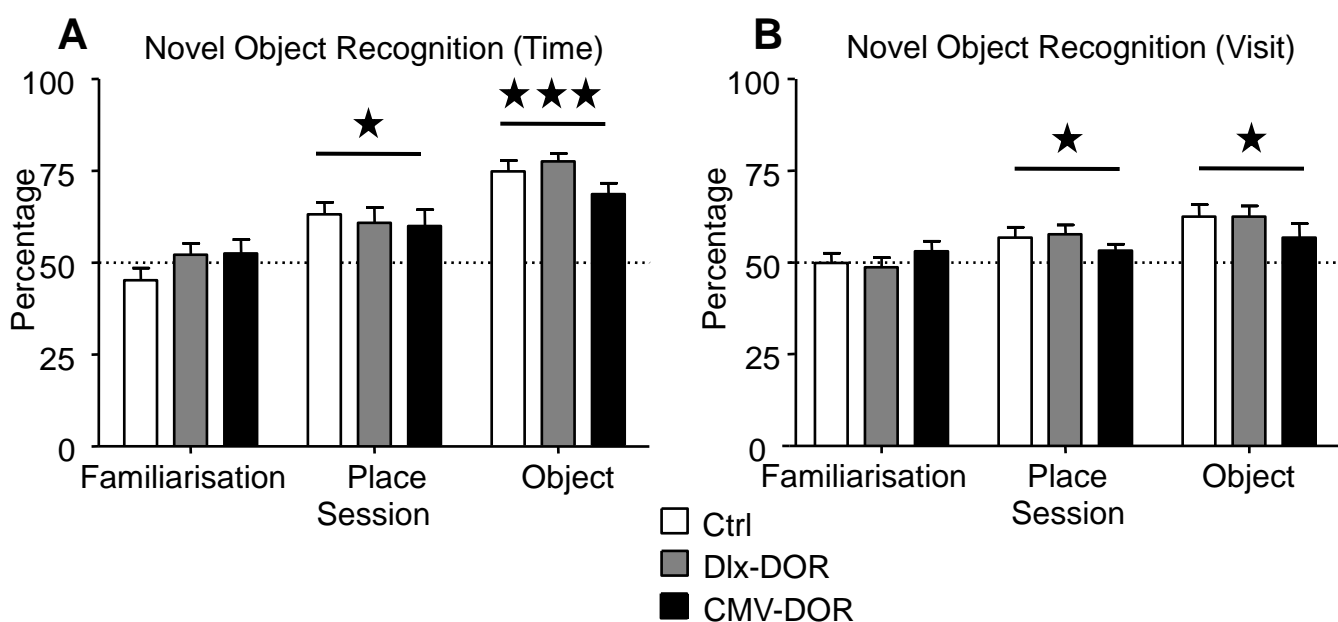 A
Novel Object Recognition (Time)
100
75
50
25
0
Percentage
★
★★★
Familiarisation
Place
Object
Session
B
Novel Object Recognition (Visit)
100
75
50
25
0
Percentage
★
★
Familiarisation
Place
Object
Session
Ctrl
Dlx-DOR
CMV-DOR